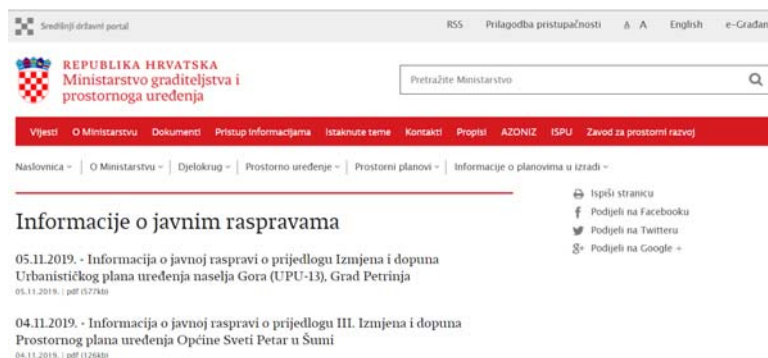 Središnji državni portal
RSS Prilagodba pristupačnosti A A English e-Građani
REPUBLIKA HRVATSKA
Ministarstvo graditeljstva i
prostornoga uređenja
Pretražite Ministarstvo
Vijesti O Ministarstvu Dokumenti Pristup informacijama Istaknute teme Kontakti Propisi AZONIZ ISPU Zavod za prostorni razvoj
Naslovnica | O Ministarstvu | Djelokrug | Prostorno uređenje | Prostorni planovi | Informacije o planovima u izradi
Informacije o javnim raspravama
Ispiši stranicu
Podijeli na Facebooku
Podijeli na Twitteru
Podijeli na Google +
05.11.2019. - Informacija o javnoj raspravi o prijedlogu Izmjena i dopuna
Urbanističkog plana uređenja naselja Gora (UPU-13), Grad Petrinja
05.11.2019. | pdf (577kb)
04.11.2019. - Informacija o javnoj raspravi o prijedlogu III. Izmjena i dopuna
Prostornog plana uređenja Općine Sveti Petar u Šumi
04.11.2019. | pdf (126kb)